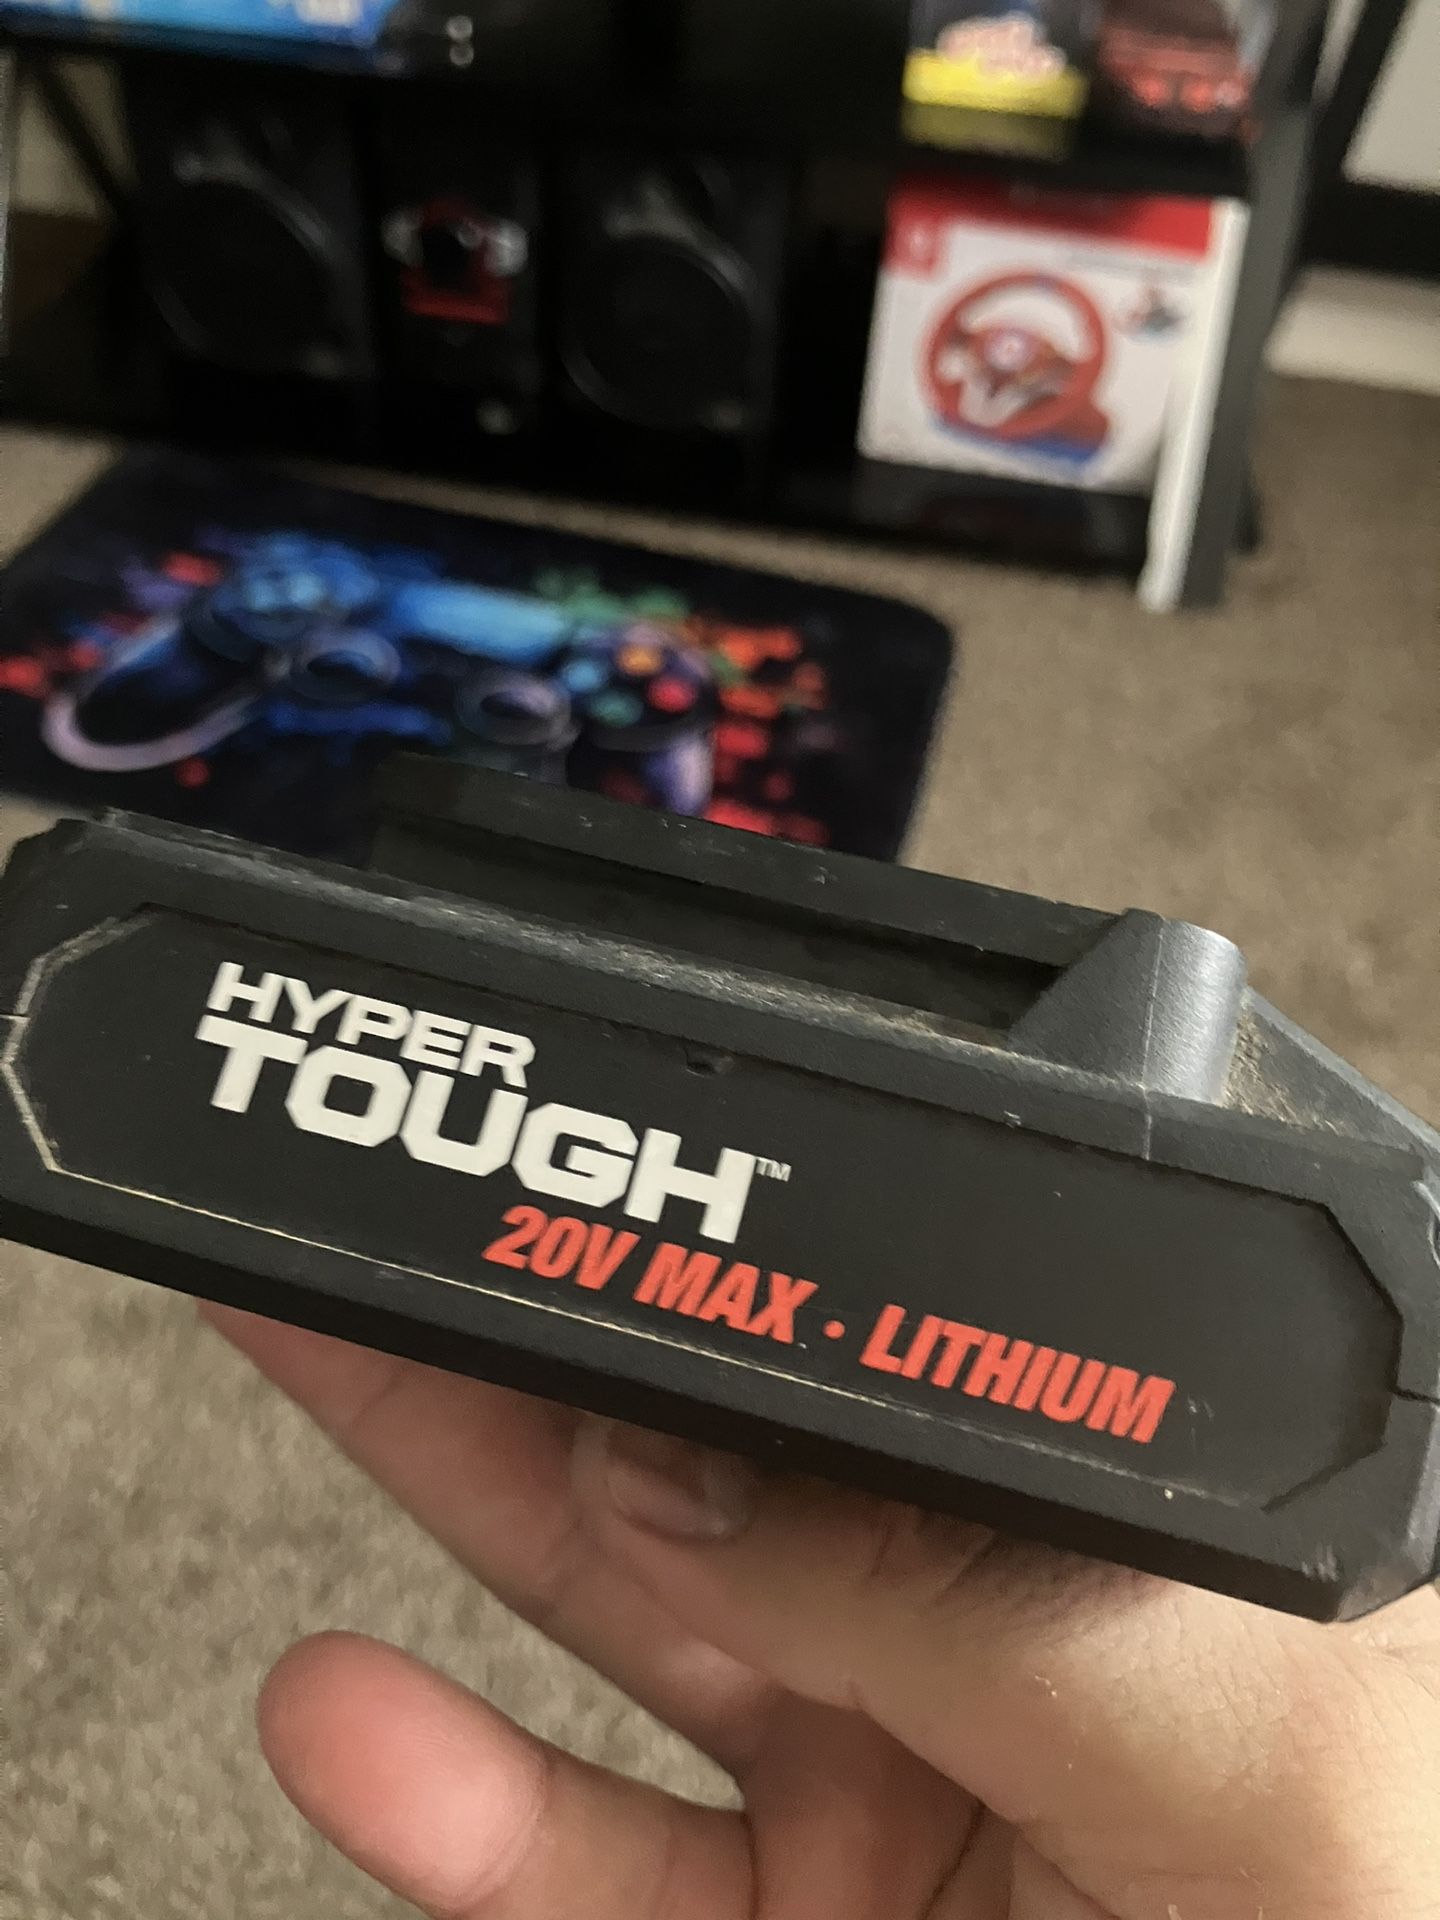 HYPER
TOUGH™
20V MAX • LITHIUM